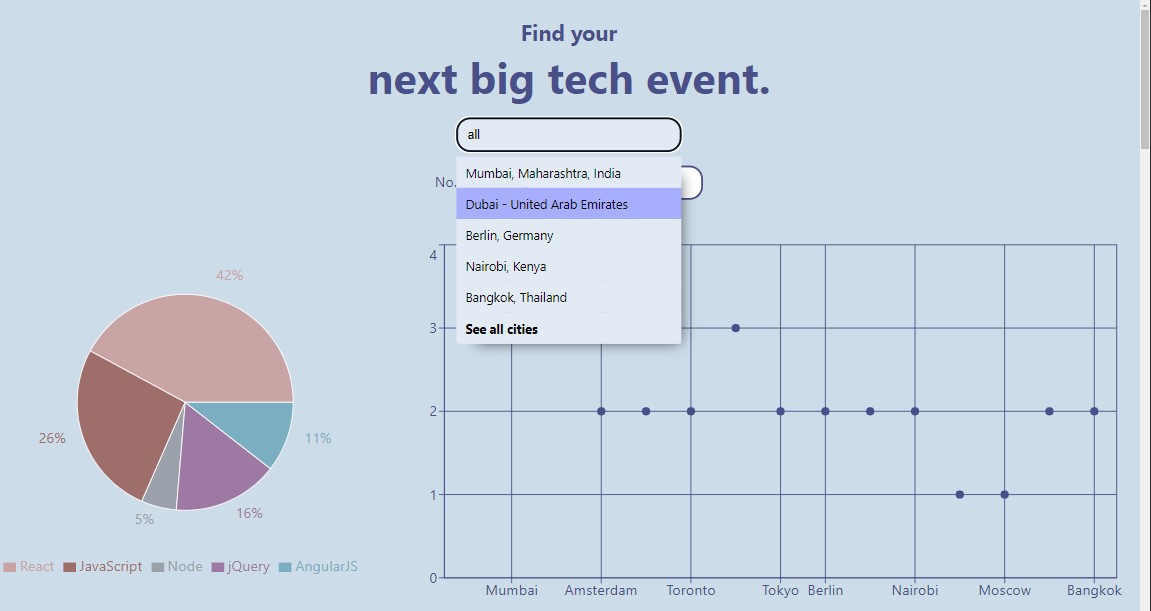 Find your
next big tech event.
all
Mumbai, Maharashtra, India
No.
Dubai - United Arab Emirates
Berlin, Germany
Nairobi, Kenya
Bangkok, Thailand
See all cities
42%
26%
5%
16%
11%
React JavaScript Node jQuery AngularJS
4
3
2
1
0
Mumbai Amsterdam Toronto Tokyo Berlin Nairobi Moscow Bangkok